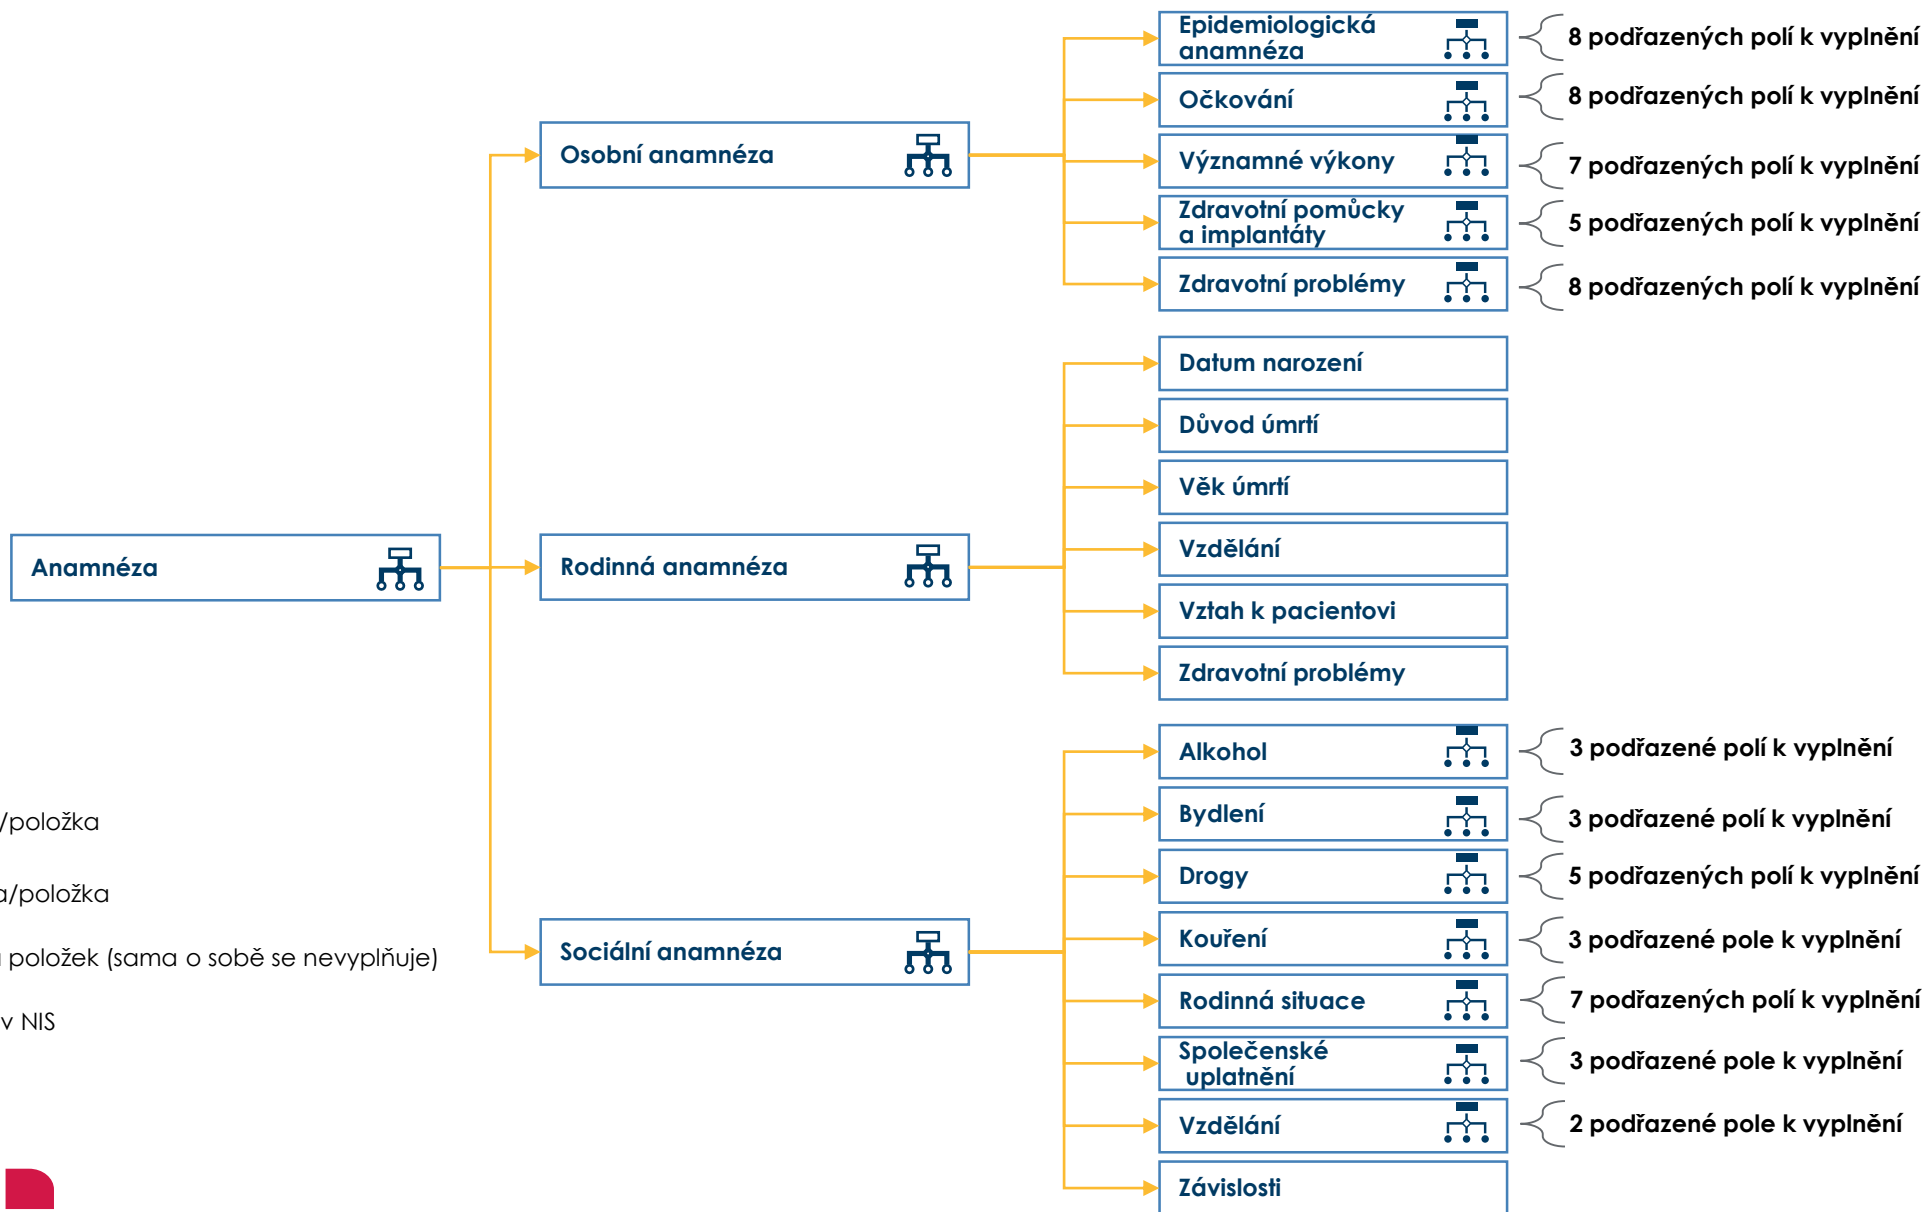 Epidemiologická
anamnéza
8 podřazených polí k vyplnění
Očkování
8 podřazených polí k vyplnění
Osobní anamnéza
Významné výkony
7 podřazených polí k vyplnění
Zdravotní pomůcky
a implantáty
5 podřazených polí k vyplnění
Zdravotní problémy
8 podřazených polí k vyplnění
Datum narození
Důvod úmrtí
Věk úmrtí
Vzdělání
Anamnéza
Rodinná anamnéza
Vztah k pacientovi
Zdravotní problémy
Alkohol
3 podřazené polí k vyplnění
Bydlení
3 podřazené polí k vyplnění
/položka
Drogy
5 podřazených polí k vyplnění
a/položka
Kouření
3 podřazené pole k vyplnění
Sociální anamnéza
položek (sama o sobě se nevyplňuje)
Rodinná situace
7 podřazených polí k vyplnění
v NIS
Společenské
uplatnění
3 podřazené pole k vyplnění
Vzdělání
2 podřazené pole k vyplnění
Závislosti